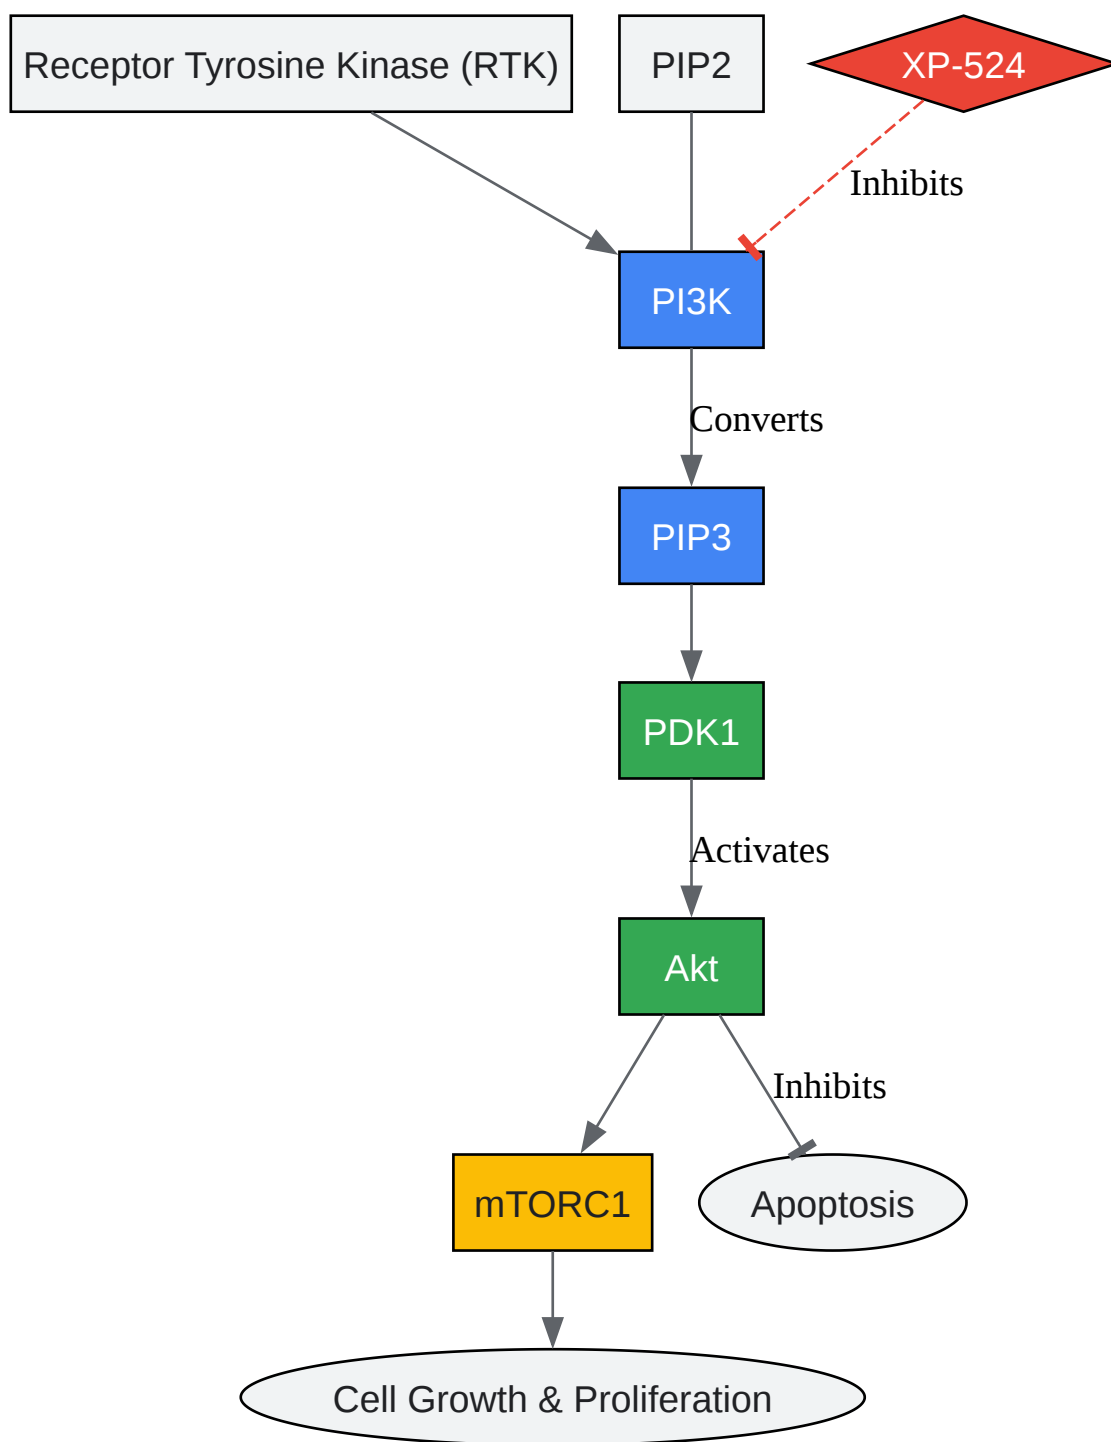 Receptor Tyrosine Kinase (RTK)
PIP2
XP-524
Inhibits
PI3K
Converts
PIP3
PDK1
Activates
Akt
Inhibits
mTORC1
Apoptosis
Cell Growth & Proliferation